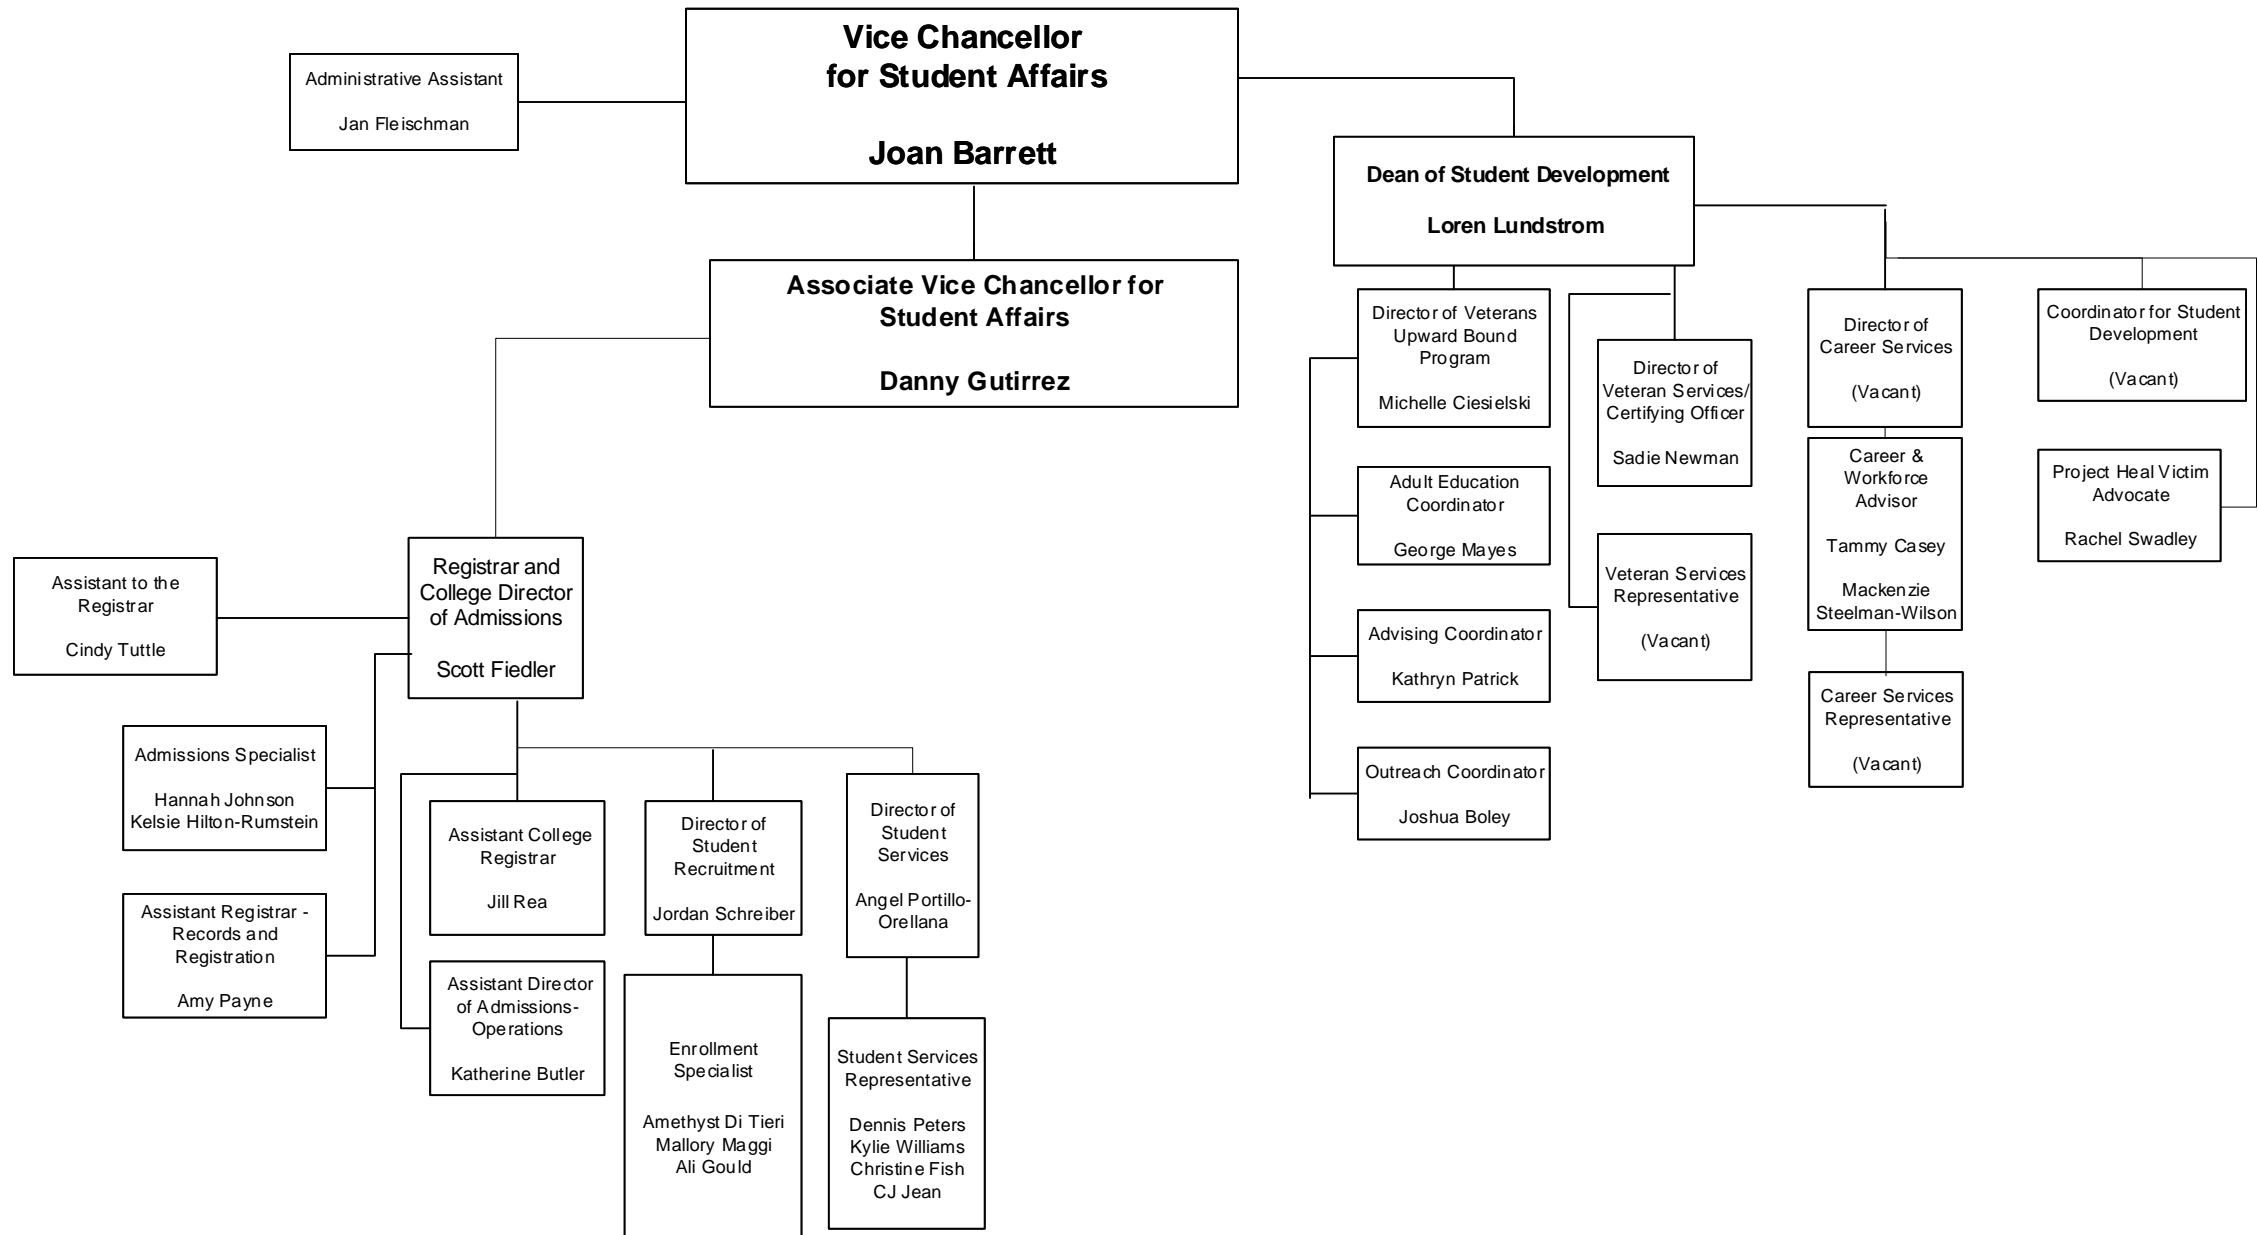 Vice Chancellor
for Student Affairs
Joan Barrett
Administrative Assistant
Jan Fleischman
Dean of Student Development
Loren Lundstrom
Associate Vice Chancellor for
Student Affairs
Danny Gutirrez
Director of Veterans
Upward Bound
Program
Michelle Ciesielski
Director of
Veteran Services/
Certifying Officer
Sadie Newman
Director of
Career Services
(Vacant)
Coordinator for Student
Development
(Vacant)
Adult Education
Coordinator
George Mayes
Career &
Workforce
Advisor
Tammy Casey
Mackenzie
Steelman-Wilson
Project Heal Victim
Advocate
Rachel Swadley
Veteran Services
Representative
(Vacant)
Advising Coordinator
Kathryn Patrick
Career Services
Representative
(Vacant)
Outreach Coordinator
Joshua Boley
Registrar and
College Director
of Admissions
Scott Fiedler
Assistant to the
Registrar
Cindy Tuttle
Admissions Specialist
Hannah Johnson
Kelsie Hilton-Rumstein
Assistant Registrar -
Records and
Registration
Amy Payne
Assistant College
Registrar
Jill Rea
Director of
Student
Recruitment
Jordan Schreiber
Director of
Student
Services
Angel Portillo-
Orellana
Assistant Director
of Admissions-
Operations
Katherine Butler
Enrollment
Specialist
Amethyst Di Tieri
Mallory Maggi
Ali Gould
Student Services
Representative
Dennis Peters
Kylie Williams
Christine Fish
CJ Jean